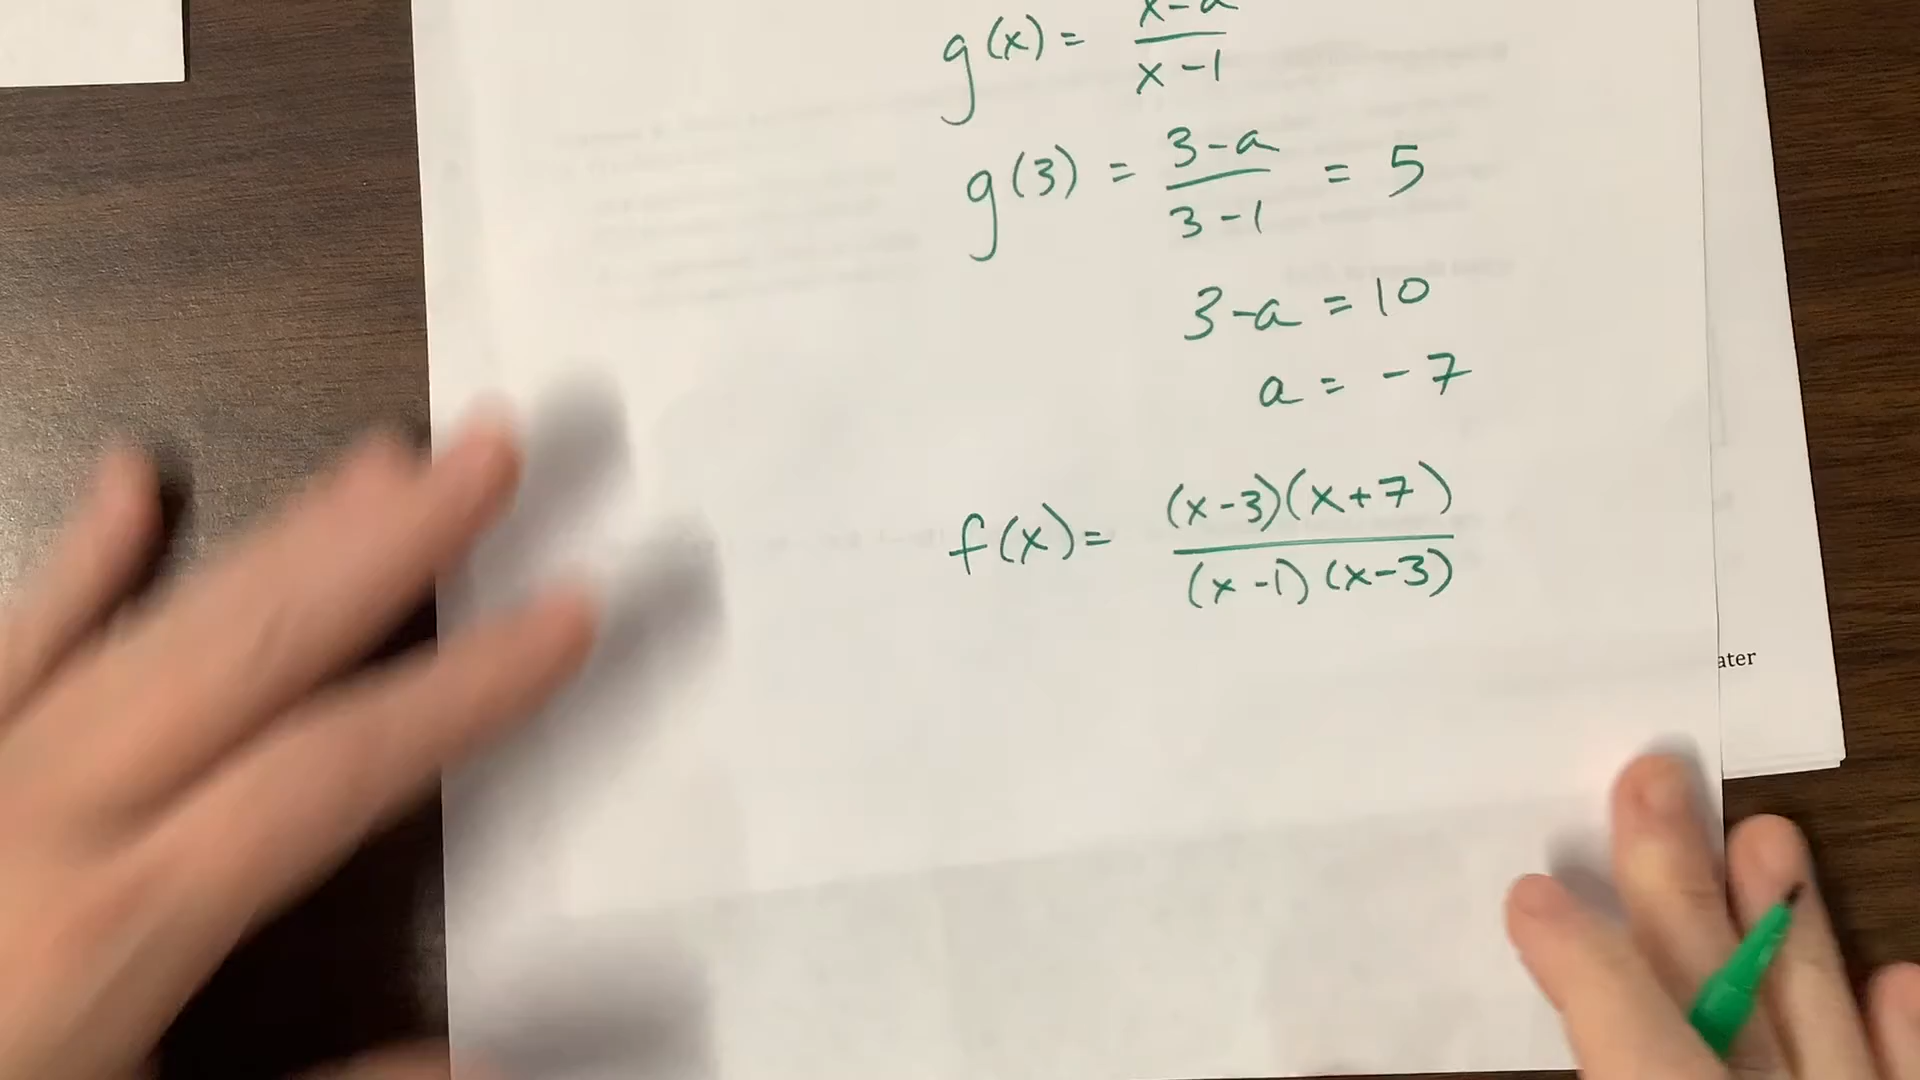 g(x) = x-a / x-1
g(3) = 3-a / 3-1 = 5
3-a = 10
a = -7
f(x) = (x-3)(x+7) / (x-1)(x-3)
ater